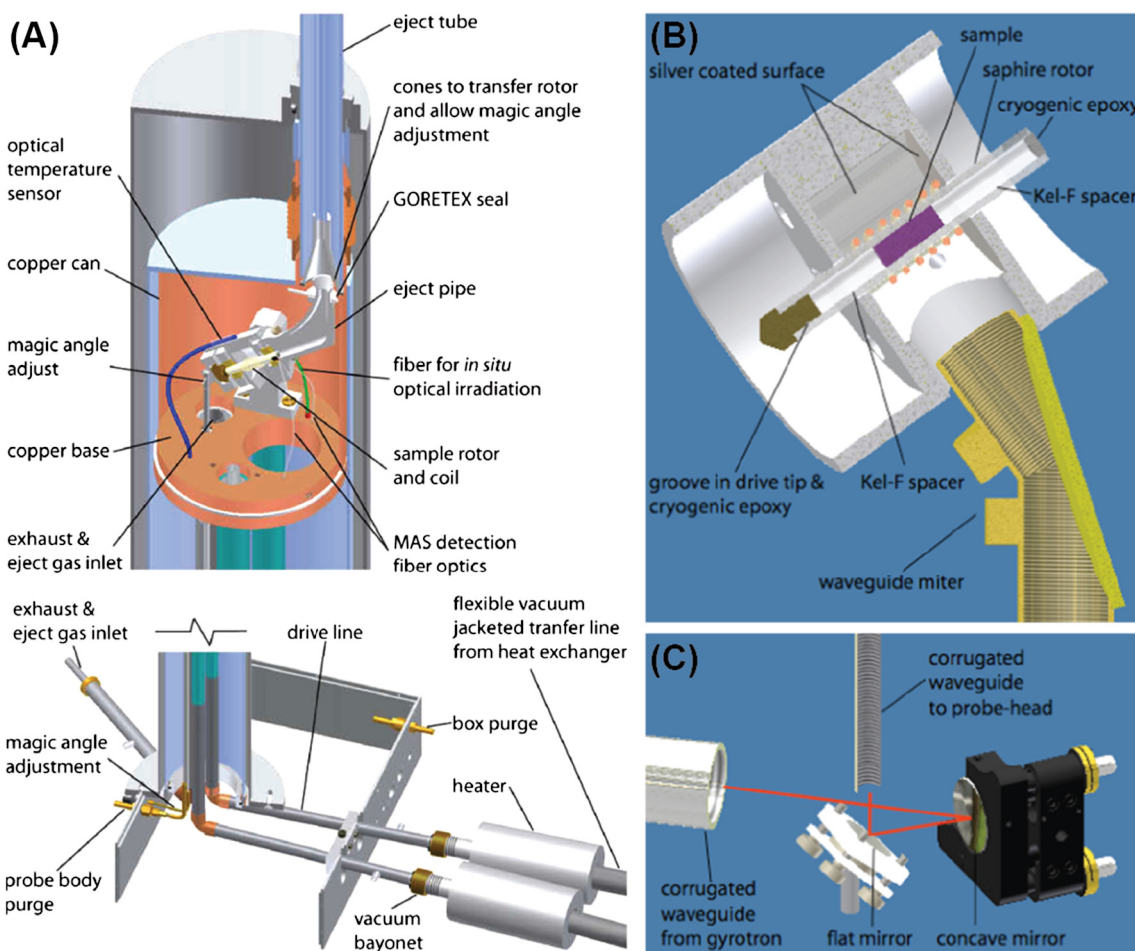 (A)
eject tube
cones to transfer rotor
and allow magic angle
adjustment
optical
temperature
sensor
GORETEX seal
copper can
eject pipe
magic angle
adjust
fiber for in situ
optical irradiation
copper base
sample rotor
and coil
exhaust &
eject gas inlet
MAS detection
fiber optics
exhaust &
eject gas inlet
drive line
flexible vacuum
jacketed tranfer line
from heat exchanger
box purge
magic angle
adjustment
heater
probe body
purge
vacuum
bayonet
(B)
sample
silver coated surface
saphire rotor
cryogenic epoxy
Kel-F spacer
groove in drive tip &
cryogenic epoxy
Kel-F spacer
waveguide miter
(C)
corrugated
waveguide
to probe-head
corrugated
waveguide
from gyrotron
flat mirror
concave mirror